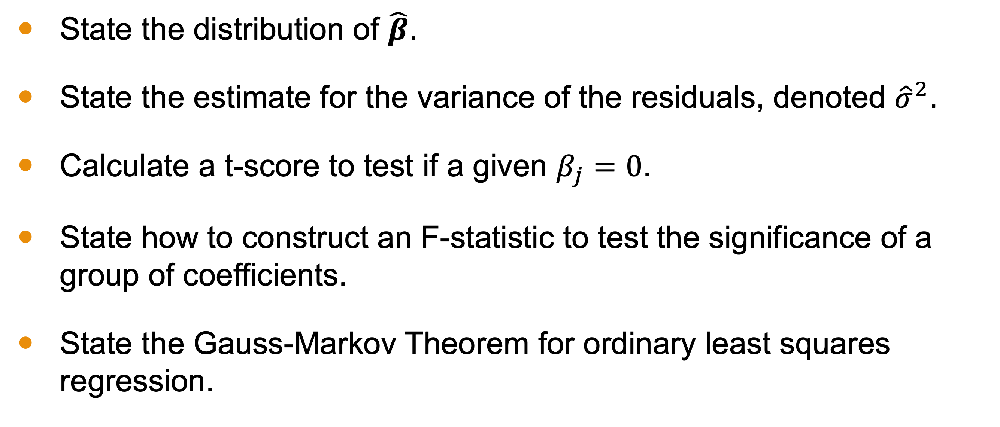 • State the distribution of $\hat{\boldsymbol{\beta}}$.
• State the estimate for the variance of the residuals, denoted $\hat{\sigma}^2$.
• Calculate a t-score to test if a given $\beta_j = 0$.
• State how to construct an F-statistic to test the significance of a
group of coefficients.
• State the Gauss-Markov Theorem for ordinary least squares
regression.